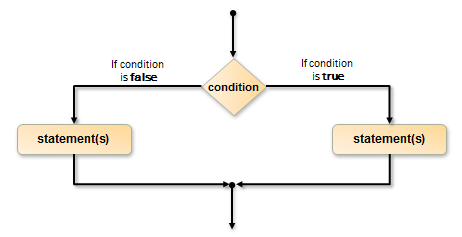 If condition
is false
If condition
is true
condition
statement(s)
statement(s)